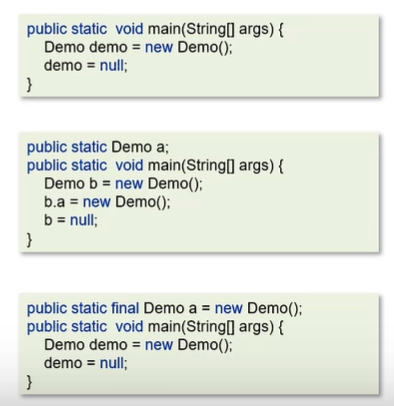 public static  void main(String[] args) {
Demo demo = new Demo();
demo = null;
}
public static Demo a;
public static  void main(String[] args) {
Demo b = new Demo();
b.a = new Demo();
b = null;
}
public static final Demo a = new Demo();
public static  void main(String[] args) {
Demo demo = new Demo();
demo = null;
}